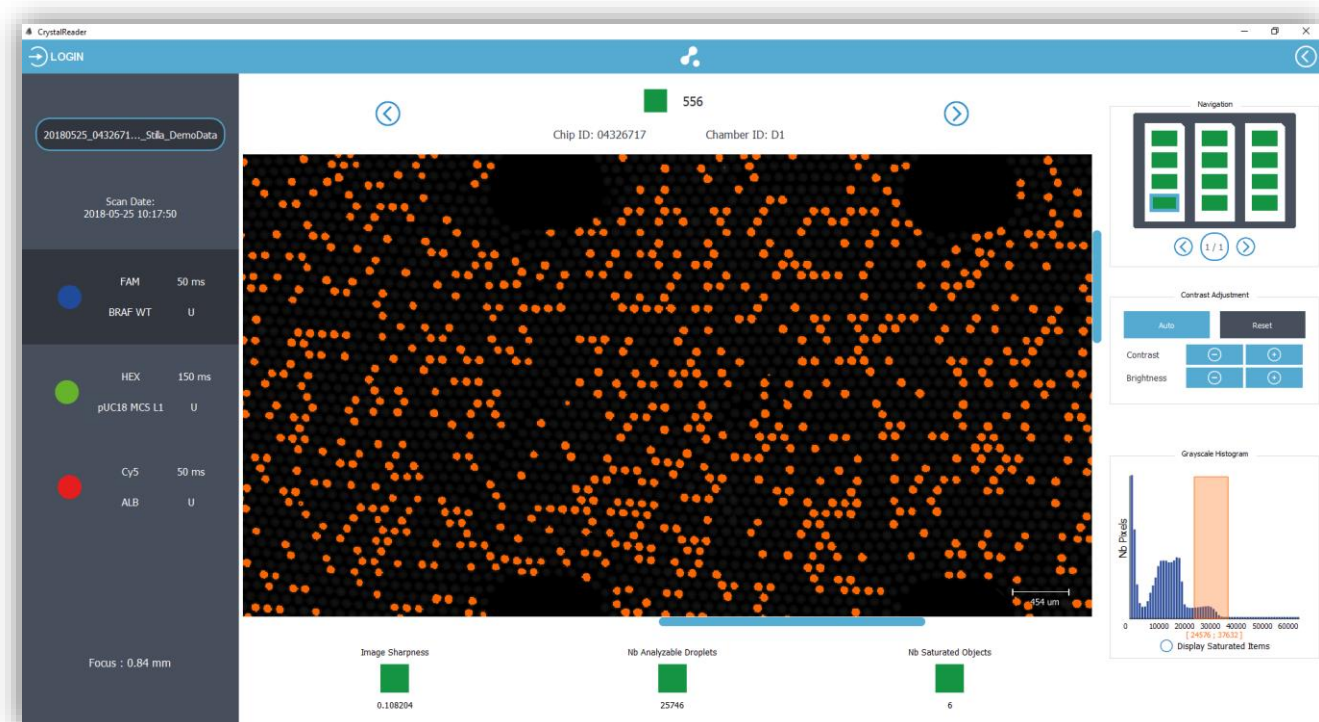 CrystalReader
LOGIN
20180525_0432671..._Stilla_DemoData
Scan Date:
2018-05-25 10:17:50
FAM 50 ms
BRAF WT U
HEX 150 ms
pUC18 MCS L1 U
Cy5 50 ms
ALB U
Focus : 0.84 mm
556
Chip ID: 04326717 Chamber ID: D1
454 um
Image Sharpness
0.108204
Nb Analyzable Droplets
25746
Nb Saturated Objects
6
Navigation
1 / 1
Contrast Adjustment
Auto Reset
Contrast
Brightness
Grayscale Histogram
Nb Pixels
0 10000 20000 30000 40000 50000 60000
[ 24576 ; 37632 ]
Display Saturated Items